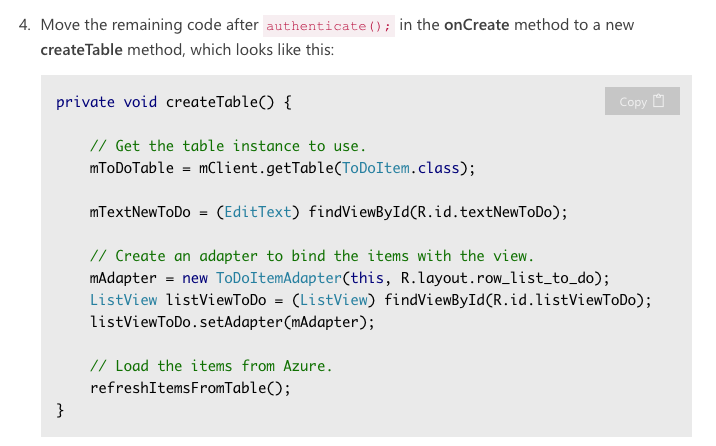 4. Move the remaining code after authenticate(); in the onCreate method to a new
createTable method, which looks like this:
Copy
private void createTable() {
// Get the table instance to use.
mToDoTable = mClient.getTable(ToDoItem.class);
mTextNewToDo = (EditText) findViewById(R.id.textNewToDo);
// Create an adapter to bind the items with the view.
mAdapter = new ToDoItemAdapter(this, R.layout.row_list_to_do);
ListView listViewToDo = (ListView) findViewById(R.id.listViewToDo);
listViewToDo.setAdapter(mAdapter);
// Load the items from Azure.
refreshItemsFromTable();
}